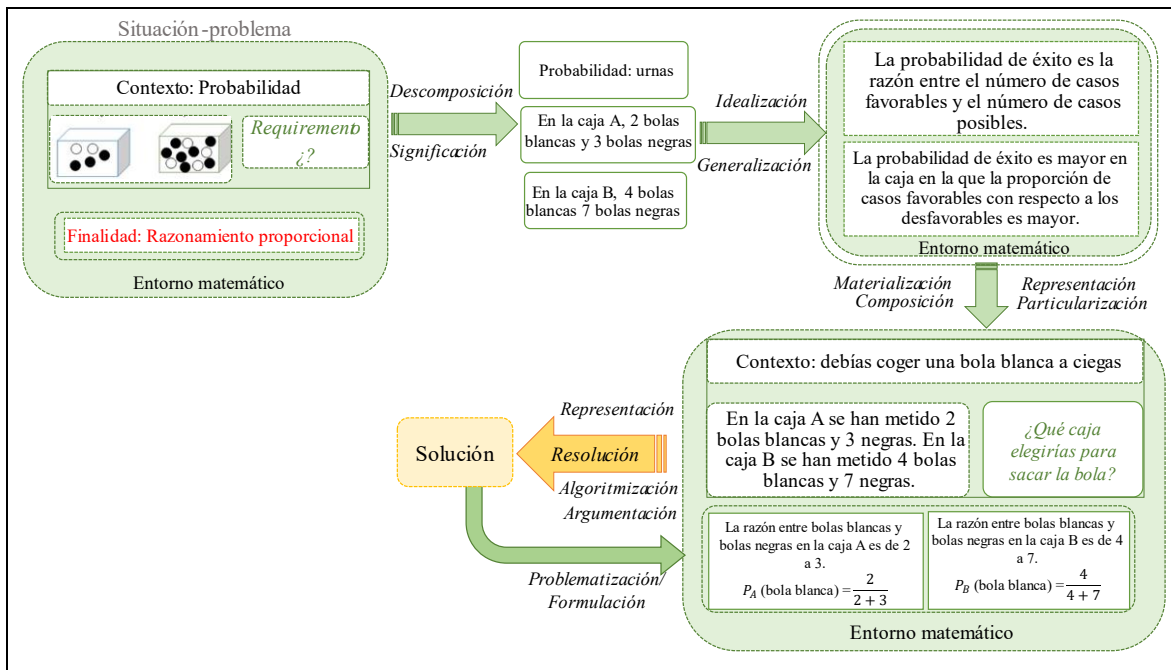 Situación-problema
Contexto: Probabilidad
Requirimento
¿?
Finalidad: Razonamiento proporcional
Entorno matemático
Descomposición
Significación
Probabilidad: urnas
En la caja A, 2 bolas
blancas y 3 bolas negras
En la caja B, 4 bolas
blancas 7 bolas negras
Idealización
Generalización
La probabilidad de éxito es la
razón entre el número de casos
favorables y el número de casos
posibles.
La probabilidad de éxito es mayor en
la caja en la que la proporción de
casos favorables con respecto a los
desfavorables es mayor.
Entorno matemático
Materialización
Composición
Representación
Particularización
Contexto: debías coger una bola blanca a ciegas
En la caja A se han metido 2
bolas blancas y 3 negras. En la
caja B se han metido 4 bolas
blancas y 7 negras.
¿Qué caja
elegirías para
sacar la bola?
La razón entre bolas blancas y
bolas negras en la caja A es de 2
a 3.
P_A (bola blanca) = 2/(2 + 3)
La razón entre bolas blancas y
bolas negras en la caja B es de 4
a 7.
P_B (bola blanca) = 4/(4 + 7)
Entorno matemático
Representación
Resolución
Algoritmización
Argumentación
Solución
Problematización/
Formulación